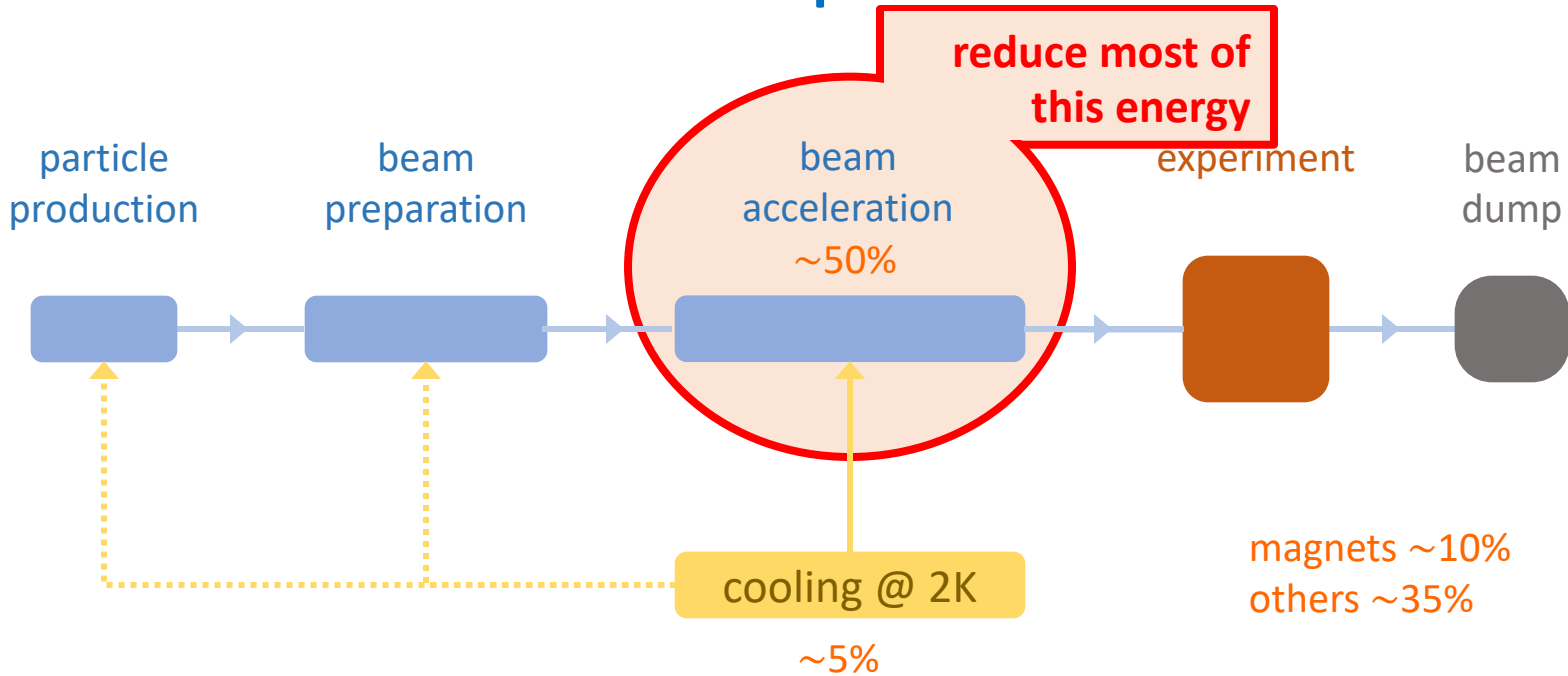 reduce most of
this energy
particle
production
beam
preparation
beam
acceleration
~50%
experiment
beam
dump
cooling @ 2K
~5%
magnets ~10%
others ~35%